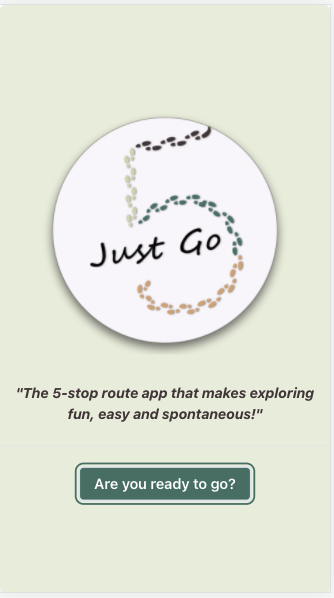 Just Go
"The 5-stop route app that makes exploring
fun, easy and spontaneous!"
Are you ready to go?